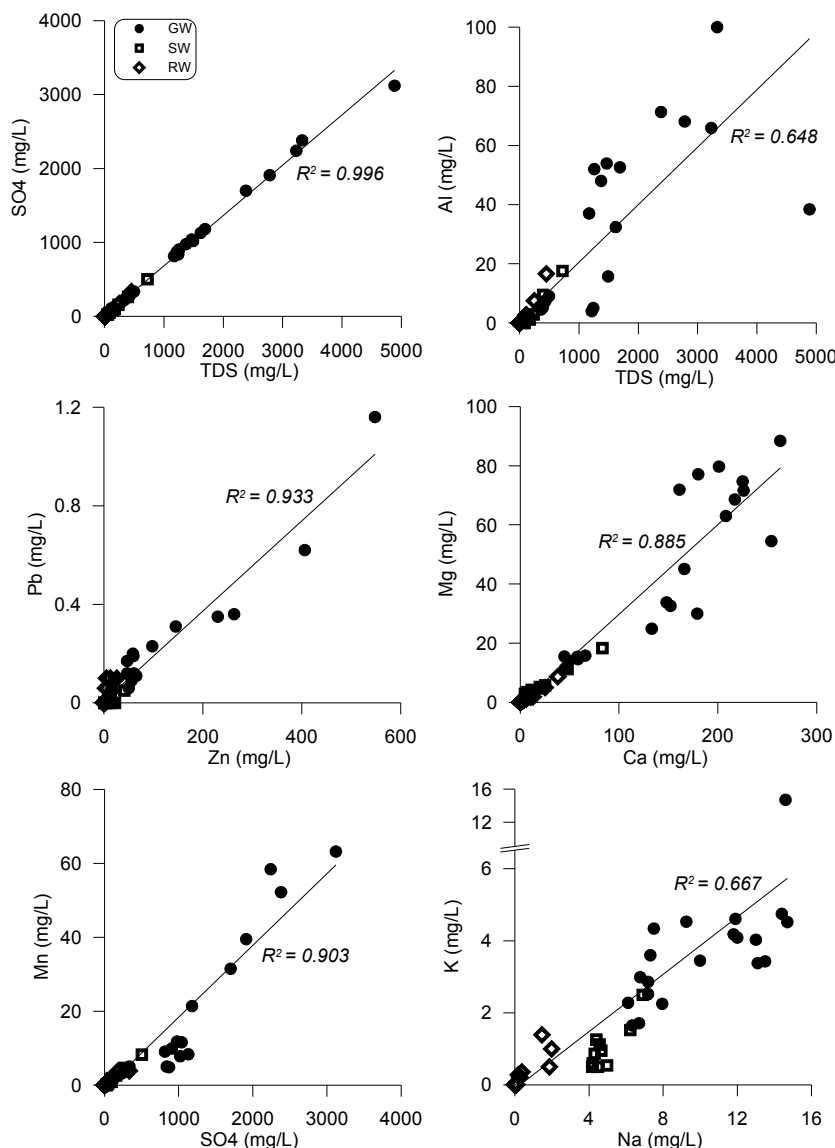 4000
3000
2000
1000
0
SO4 (mg/L)
GW
SW
RW
R² = 0.996
0 1000 2000 3000 4000 5000
TDS (mg/L)
100
80
60
40
20
0
Al (mg/L)
R² = 0.648
0 1000 2000 3000 4000 5000
TDS (mg/L)
1.2
0.8
0.4
0.0
Pb (mg/L)
R² = 0.933
0 200 400 600
Zn (mg/L)
100
80
60
40
20
0
Mg (mg/L)
R² = 0.885
0 100 200 300
Ca (mg/L)
80
60
40
20
0
Mn (mg/L)
R² = 0.903
0 1000 2000 3000 4000
SO4 (mg/L)
16
14
12
6
4
2
0
K (mg/L)
R² = 0.667
0 4 8 12 16
Na (mg/L)